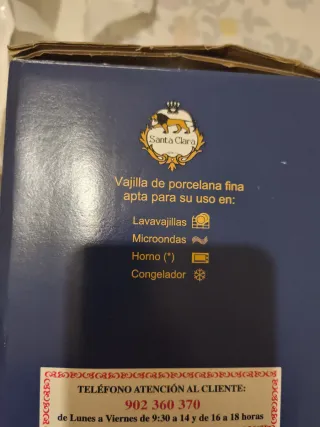 Santa Clara
Vajilla de porcelana fina
apta para su uso en:
Lavavajillas
Microondas
Horno (*)
Congelador
TELÉFONO ATENCIÓN AL CLIENTE:
902 360 370
de Lunes a Viernes de 9:30 a 14 y de 16 a 18 horas